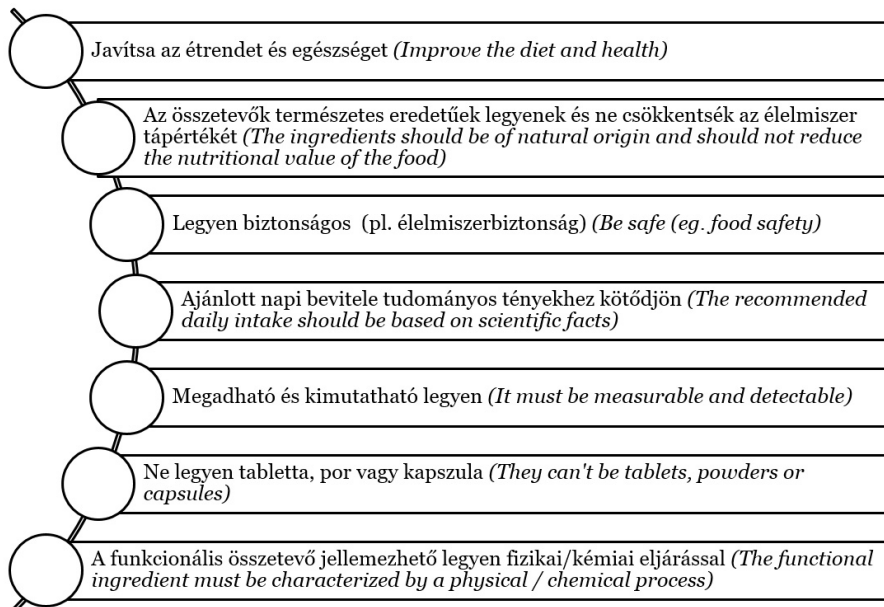 Javítsa az étrendet és egészséget (Improve the diet and health)
Az összetevők természetes eredetűek legyenek és ne csökkentsék az élelmiszer
tápértékét (The ingredients should be of natural origin and should not reduce
the nutritional value of the food)
Legyen biztonságos (pl. élelmiszerbiztonság) (Be safe (eg. food safety)
Ajánlott napi bevitele tudományos tényekhez kötődjön (The recommended
daily intake should be based on scientific facts)
Megadható és kimutatható legyen (It must be measurable and detectable)
Ne legyen tabletta, por vagy kapszula (They can't be tablets, powders or
capsules)
A funkcionális összetevő jellemezhető legyen fizikai/kémiai eljárással (The functional
ingredient must be characterized by a physical / chemical process)